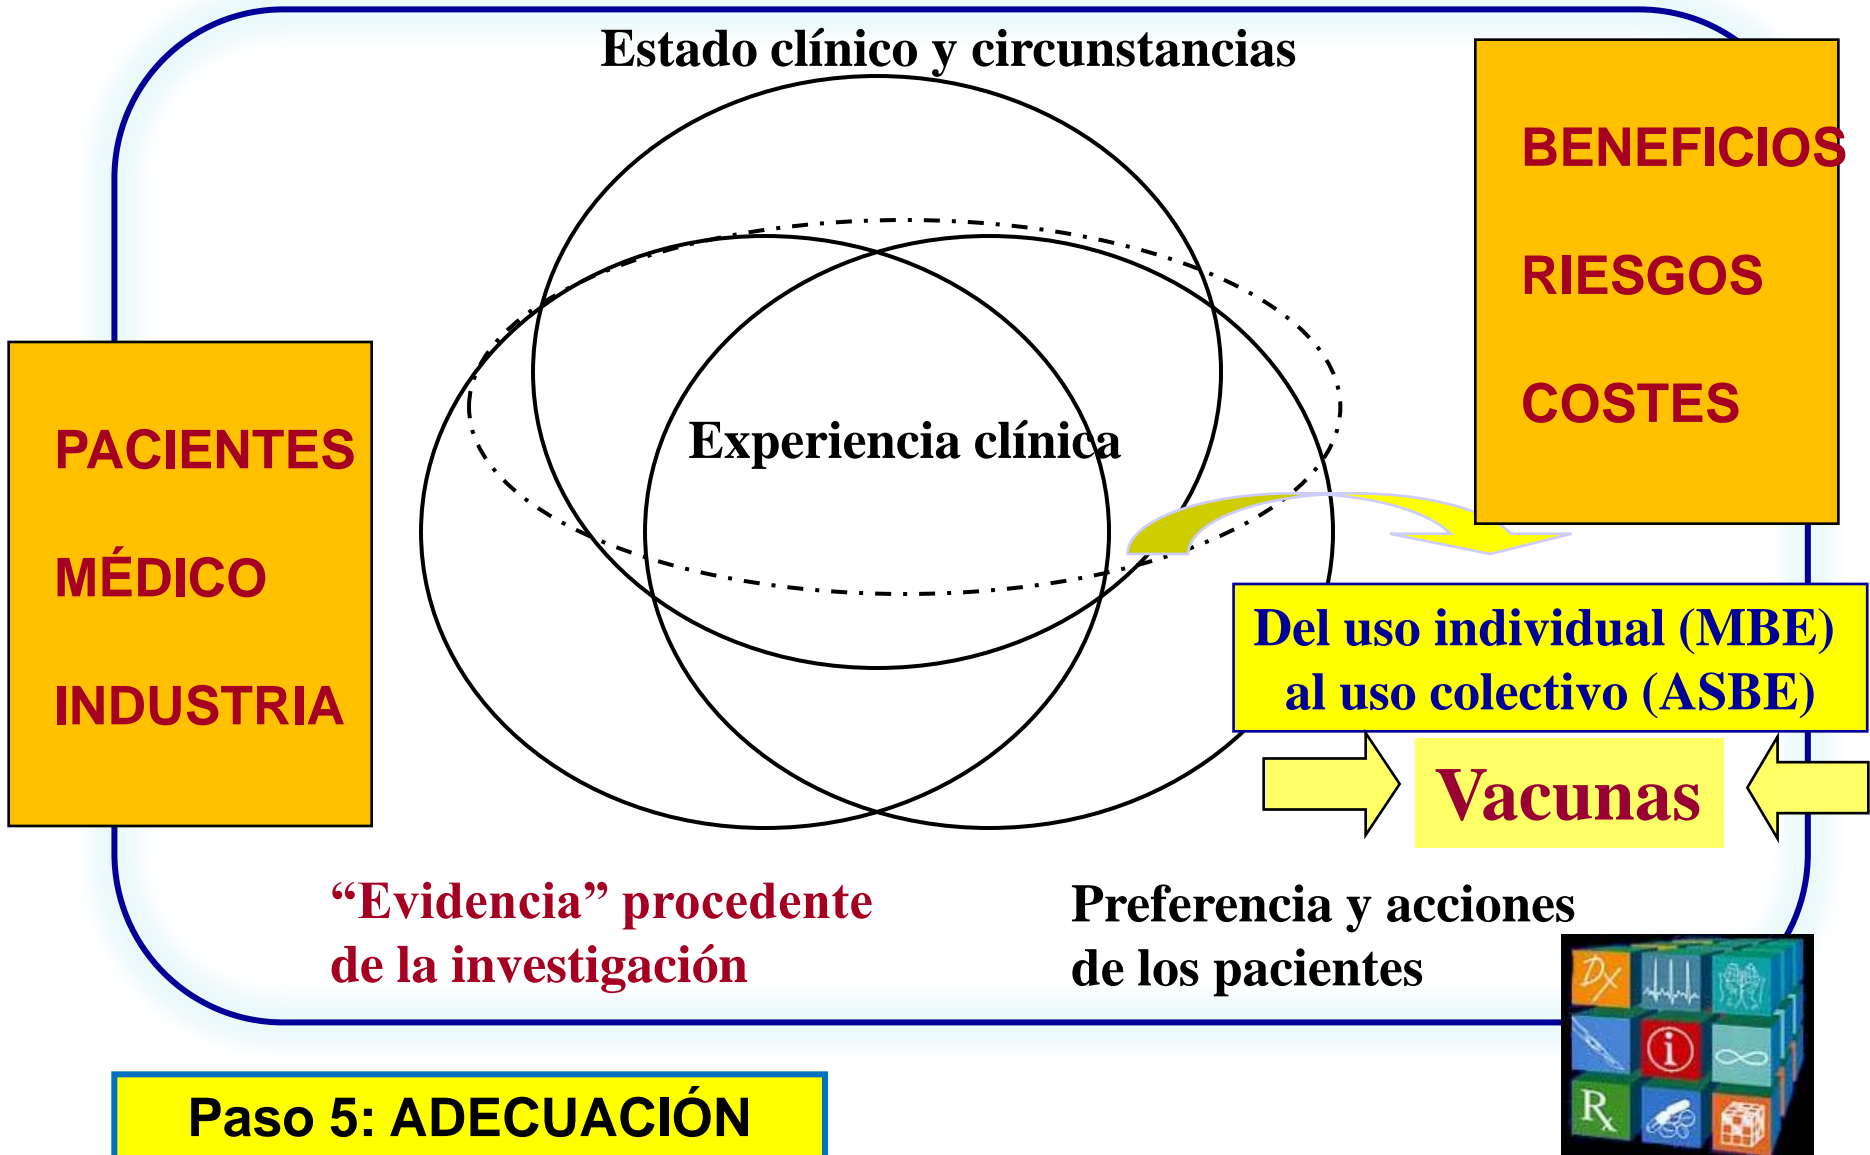 Estado clínico y circunstancias
BENEFICIOS
RIESGOS
COSTES
PACIENTES
MÉDICO
INDUSTRIA
Experiencia clínica
Del uso individual (MBE)
al uso colectivo (ASBE)
Vacunas
“Evidencia” procedente
de la investigación
Preferencia y acciones
de los pacientes
Dx
i
Rx
Paso 5: ADECUACIÓN